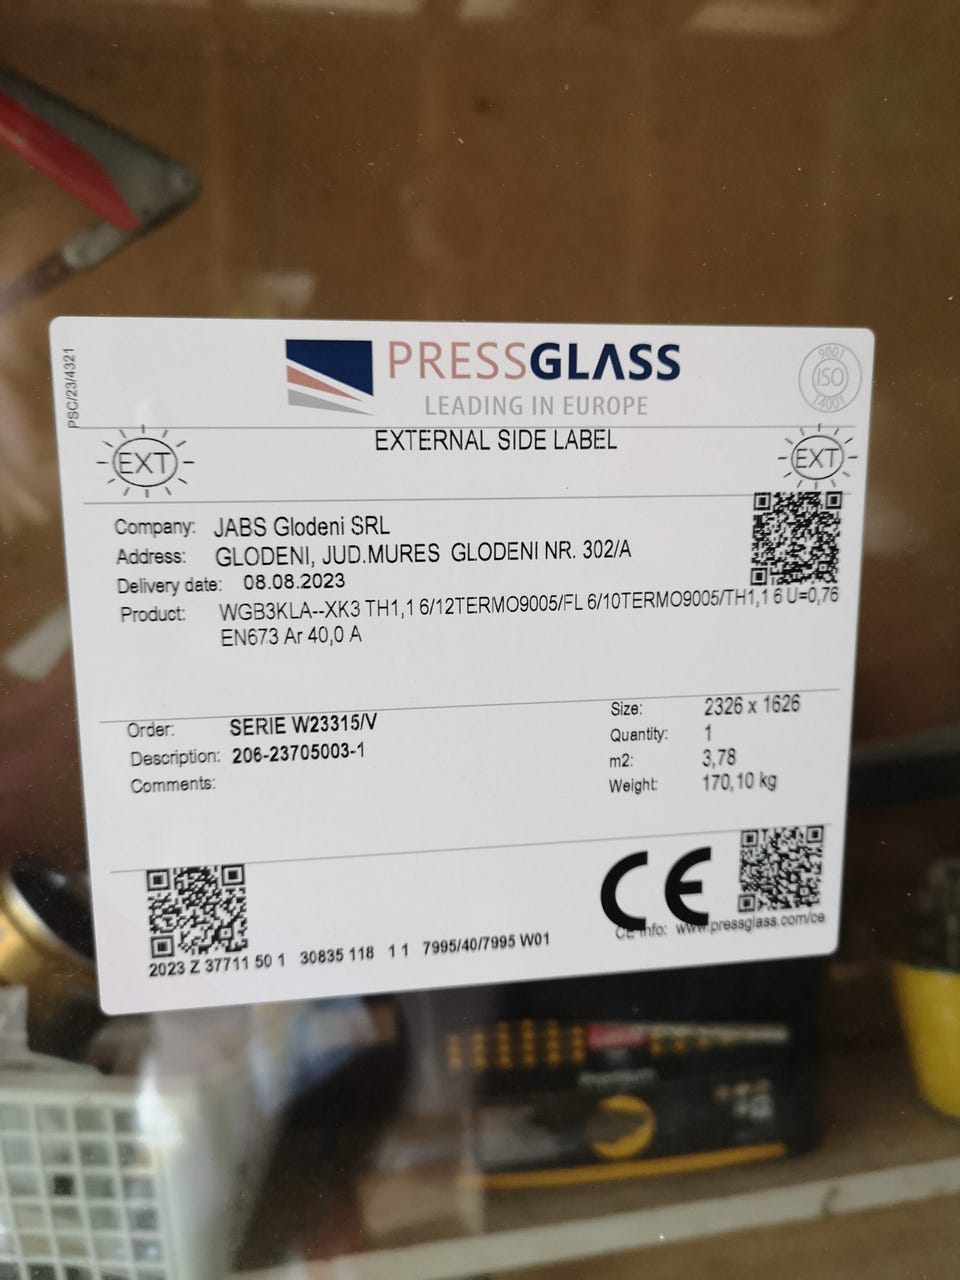 PSC/23/4321
PRESSGLASS
LEADING IN EUROPE
9001
ISO
14001
EXT
EXTERNAL SIDE LABEL
EXT
Company: JABS Glodeni SRL
Address: GLODENI, JUD.MURES GLODENI NR. 302/A
Delivery date: 08.08.2023
Product: WGB3KLA--XK3 TH1,1 6/12TERMO9005/FL 6/10TERMO9005/TH1,1 6 U=0,76
EN673 Ar 40,0 A
Order: SERIE W23315/V
Description: 206-23705003-1
Comments:
Size: 2326 x 1626
Quantity: 1
m2: 3,78
Weight: 170,10 kg
CE
CE info: www.pressglass.com/ce
2023 Z 37711 50 1 30835 118 1 1 7995/40/7995 W01